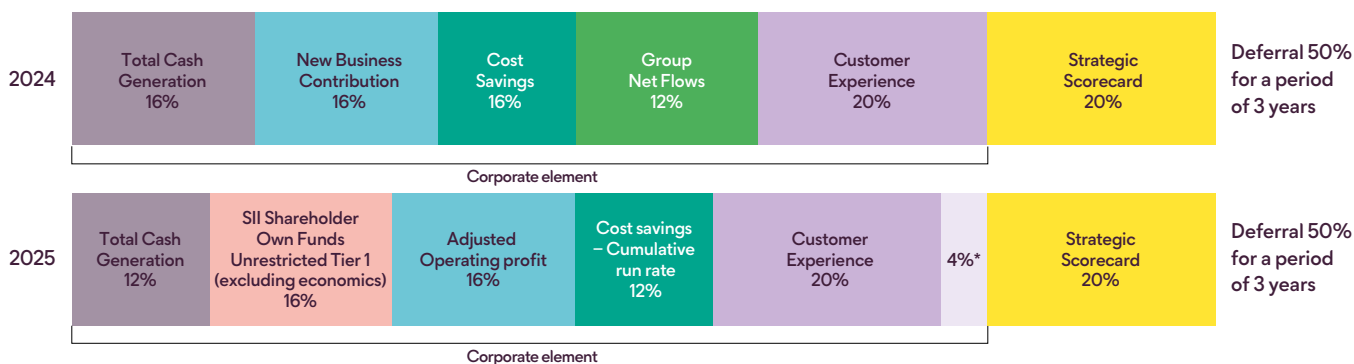 2024
Total Cash
Generation
16%
New Business
Contribution
16%
Cost
Savings
16%
Group
Net Flows
12%
Customer
Experience
20%
Strategic
Scorecard
20%
Deferral 50%
for a period
of 3 years
Corporate element
2025
Total Cash
Generation
12%
SII Shareholder
Own Funds
Unrestricted Tier 1
(excluding economics)
16%
Adjusted
Operating profit
16%
Cost savings
– Cumulative
run rate
12%
Customer
Experience
20%
4%*
Strategic
Scorecard
20%
Deferral 50%
for a period
of 3 years
Corporate element